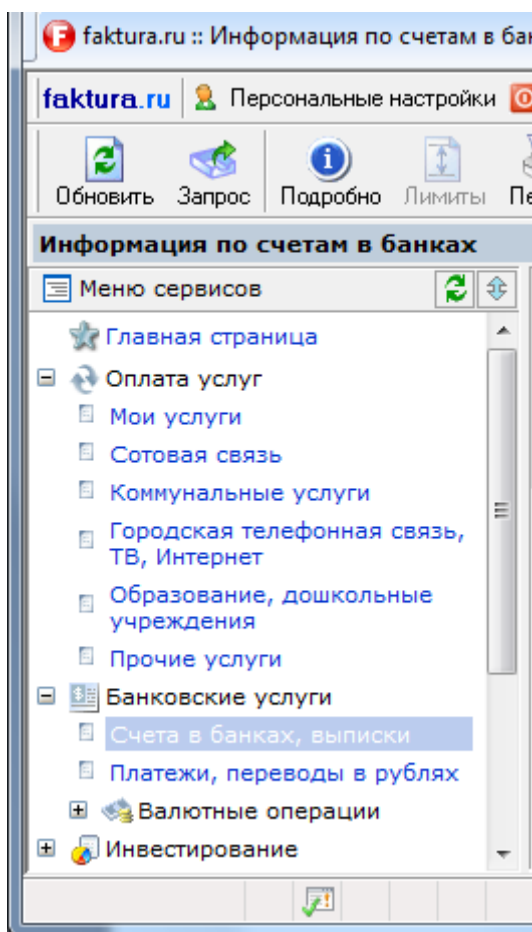 faktura.ru :: Информация по счетам в
faktura.ru Персональные настройки
Обновить Запрос Подробно Лимиты
Информация по счетам в банках
Меню сервисов
Главная страница
Оплата услуг
Мои услуги
Сотовая связь
Коммунальные услуги
Городская телефонная связь,
ТВ, Интернет
Образование, дошкольные
учреждения
Прочие услуги
Банковские услуги
Счета в банках, выписки
Платежи, переводы в рублях
Валютные операции
Инвестирование